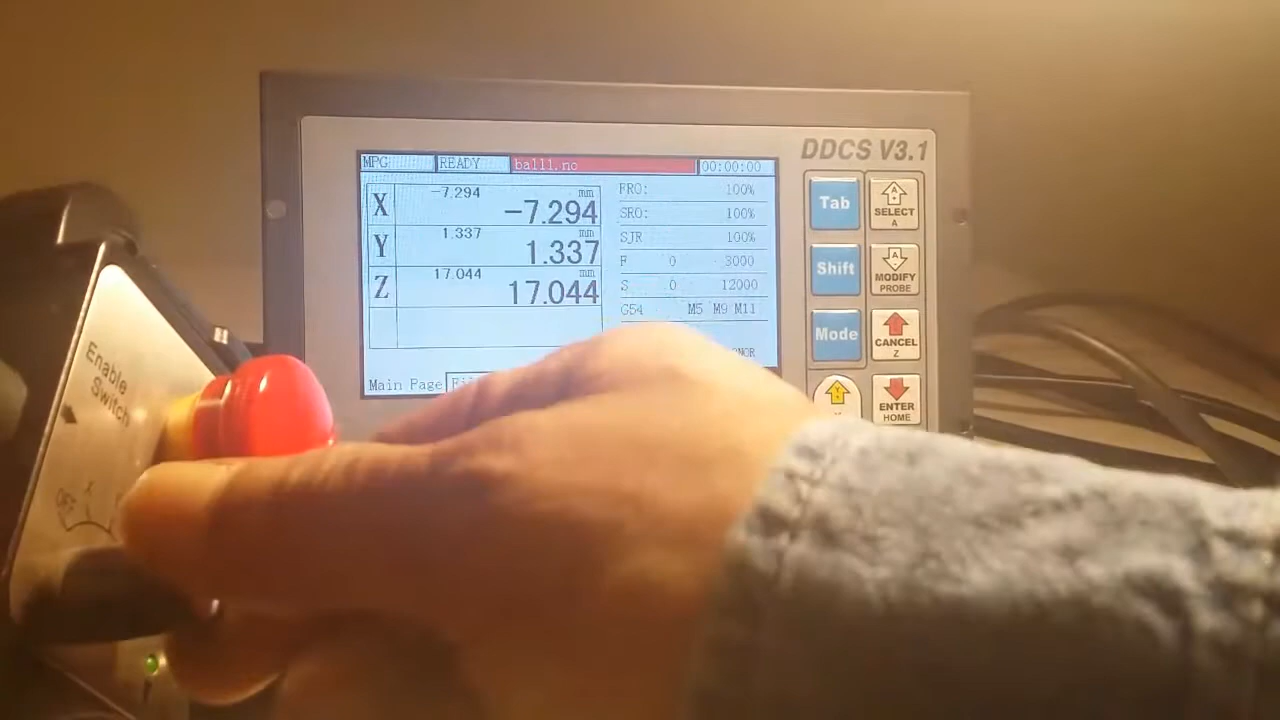 DDCS V3.1
MPG READY ball1.nc 00:00:00
X -7.294 mm
-7.294
Y 1.337 mm
1.337
Z 17.044 mm
17.044
FRO: 100%
SRO: 100%
SJR 100%
F 0 3000
S 0 12000
G54 M5 M9 M11
Main Page
Tab
SELECT
A
Shift
MODIFY
PROBE
Mode
CANCEL
Z
ENTER
HOME
Enable
Switch
OFF